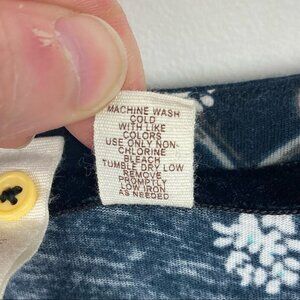 MACHINE WASH
COLD
WITH LIKE
COLORS
USE ONLY NON-
CHLORINE
BLEACH
TUMBLE DRY LOW
REMOVE
PROMPTLY
LOW IRON
AS NEEDED